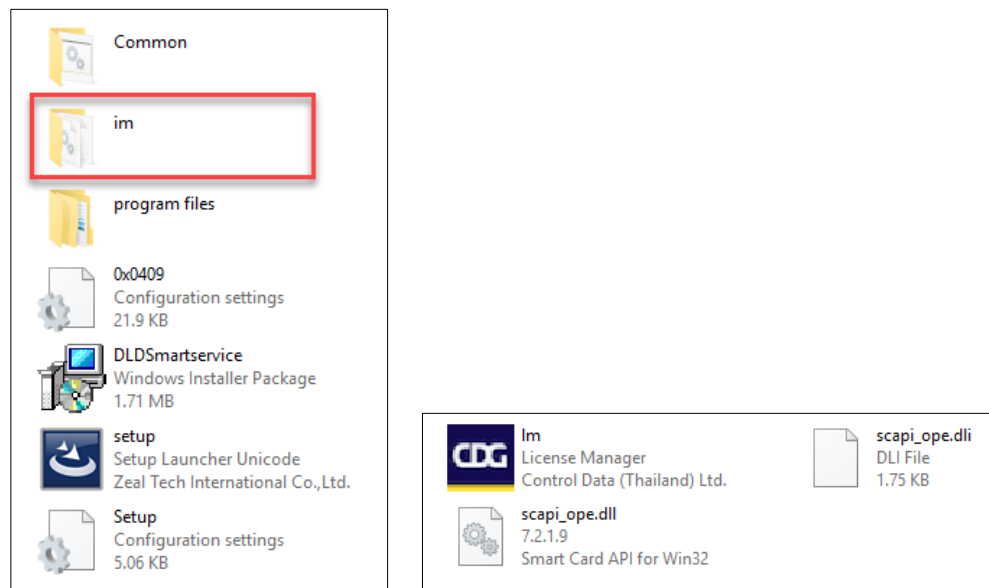 Common
im
program files
0x0409
Configuration settings
21.9 KB
DLDSmartservice
Windows Installer Package
1.71 MB
setup
Setup Launcher Unicode
Zeal Tech International Co.,Ltd.
Setup
Configuration settings
5.06 KB
CDG
lm
License Manager
Control Data (Thailand) Ltd.
scapi_ope.dll
7.2.1.9
Smart Card API for Win32
scapi_ope.dli
DLI File
1.75 KB